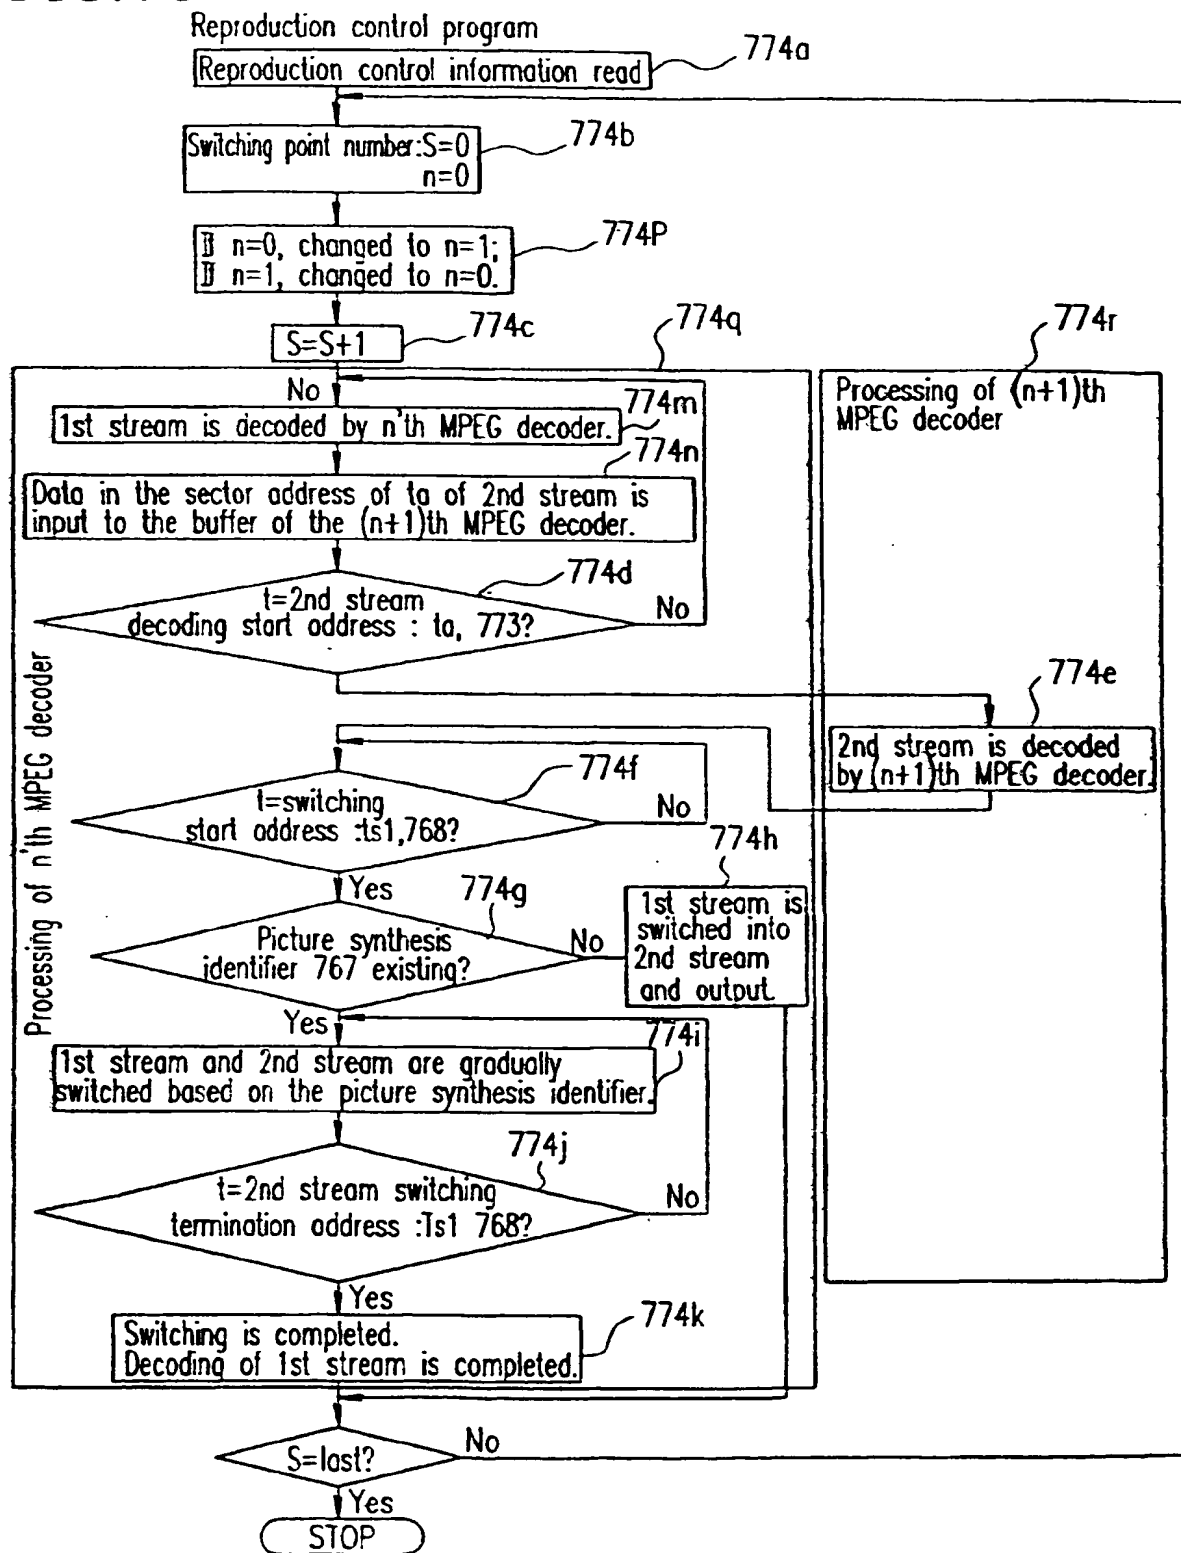 Reproduction control program
774a
Reproduction control information read
774b
Switching point number:S=0
n=0
774P
n=0, changed to n=1;
n=1, changed to n=0.
774c
S=S+1
774q
774r
Processing of (n+1)th
MPEG decoder
No
774m
1st stream is decoded by n'th MPEG decoder.
774n
Data in the sector address of ta of 2nd stream is
input to the buffer of the (n+1)th MPEG decoder.
774d
t=2nd stream
decoding start address : ta, 773?
No
Processing of n'th MPEG decoder
774e
2nd stream is decoded
by (n+1)th MPEG decoder.
774f
t=switching
start address :ts1,768?
No
Yes
774g
774h
Picture synthesis
identifier 767 existing?
No
1st stream is
switched into
2nd stream
and output.
Yes
774i
1st stream and 2nd stream are gradually
switched based on the picture synthesis identifier.
774j
t=2nd stream switching
termination address :Ts1 768?
No
Yes
774k
Switching is completed.
Decoding of 1st stream is completed.
S=last?
No
Yes
STOP